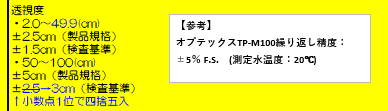 透視度
・2.0～49.9(cm)
±2.5cm（製品規格）
±1.5cm（検査基準）
・50～100(cm)
±5cm（製品規格）
±2.5→3cm（検査基準）
↑小数点1位で四捨五入
【参考】
オプテックスTP-M100繰り返し精度：
±5% F.S.　(測定水温度：20℃)